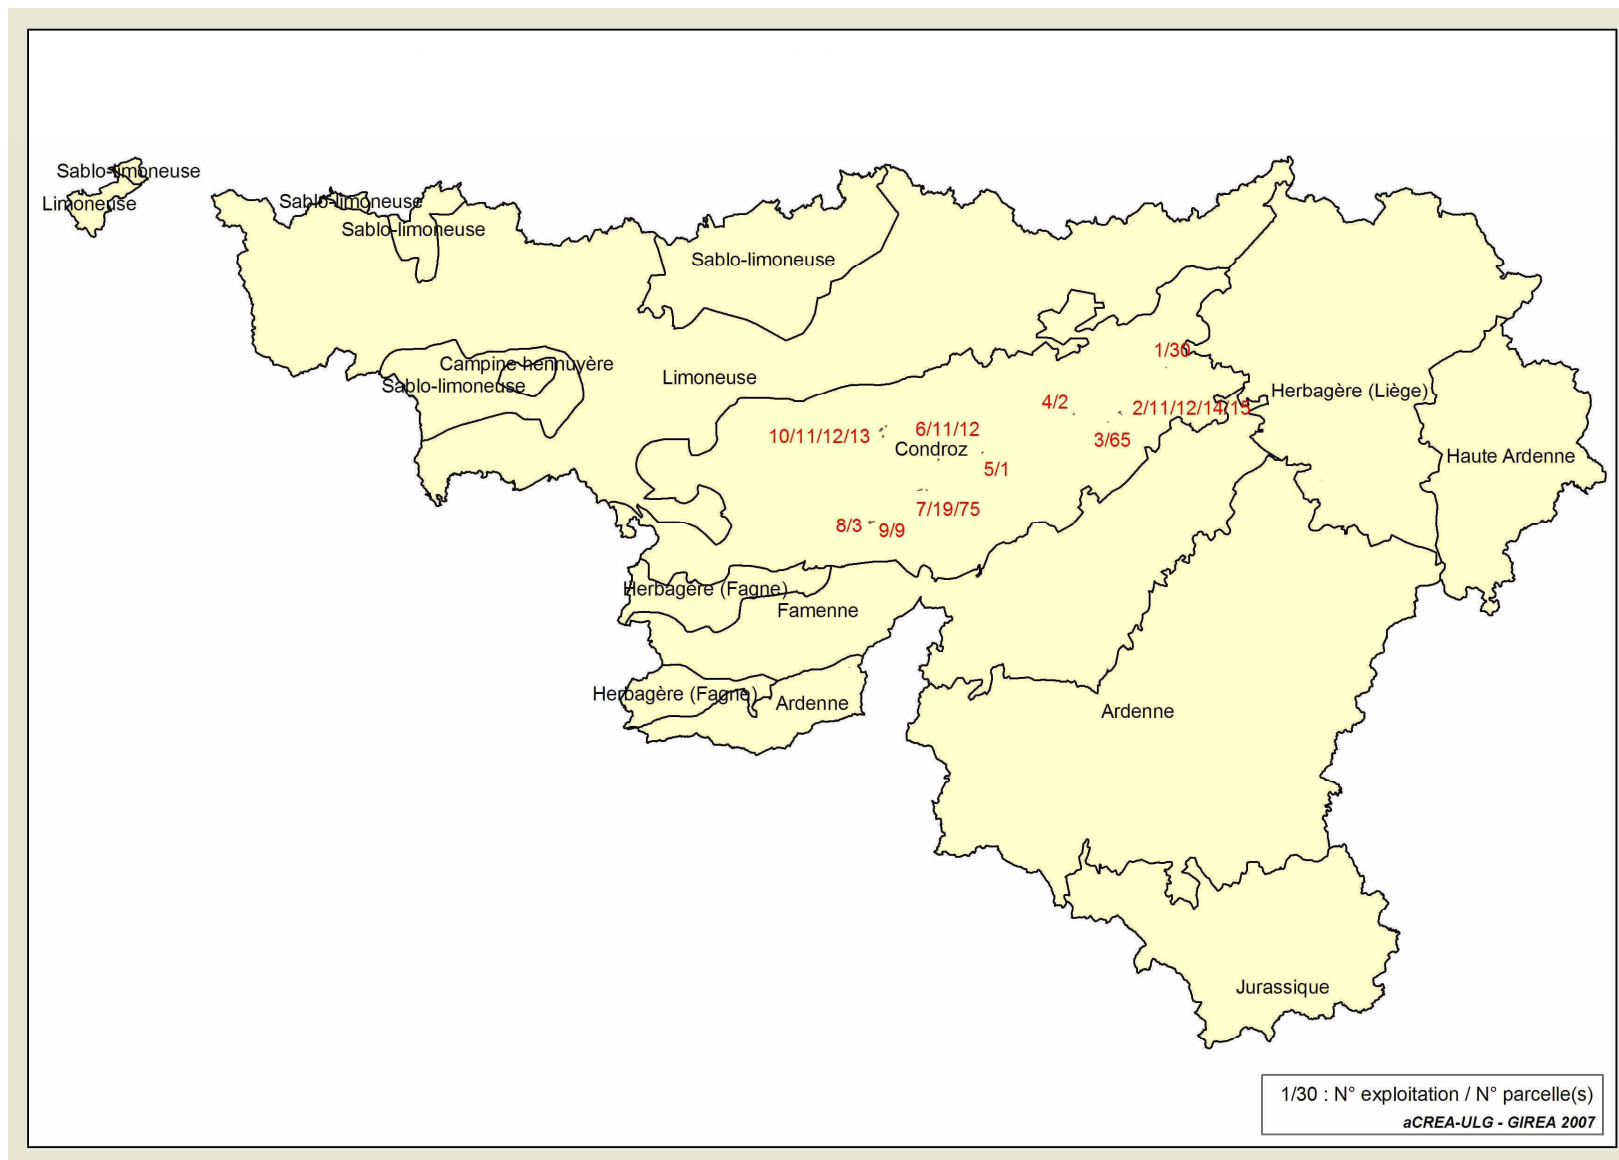 Sablo-limoneuse
Limoneuse
Sablo-limoneuse
Sablo-limoneuse
Sablo-limoneuse
1/30
Campine hennuyère
Sablo-limoneuse
Limoneuse
Herbagère (Liège)
4/2
2/11/12/14/15
10/11/12/13
6/11/12
3/65
Condroz
Haute Ardenne
5/1
7/19/75
8/3
9/9
Herbagère (Fagne)
Famenne
Herbagère (Fagne)
Ardenne
Ardenne
Jurassique
1/30 : N° exploitation / N° parcelle(s)
aCREA-ULG - GIREA 2007